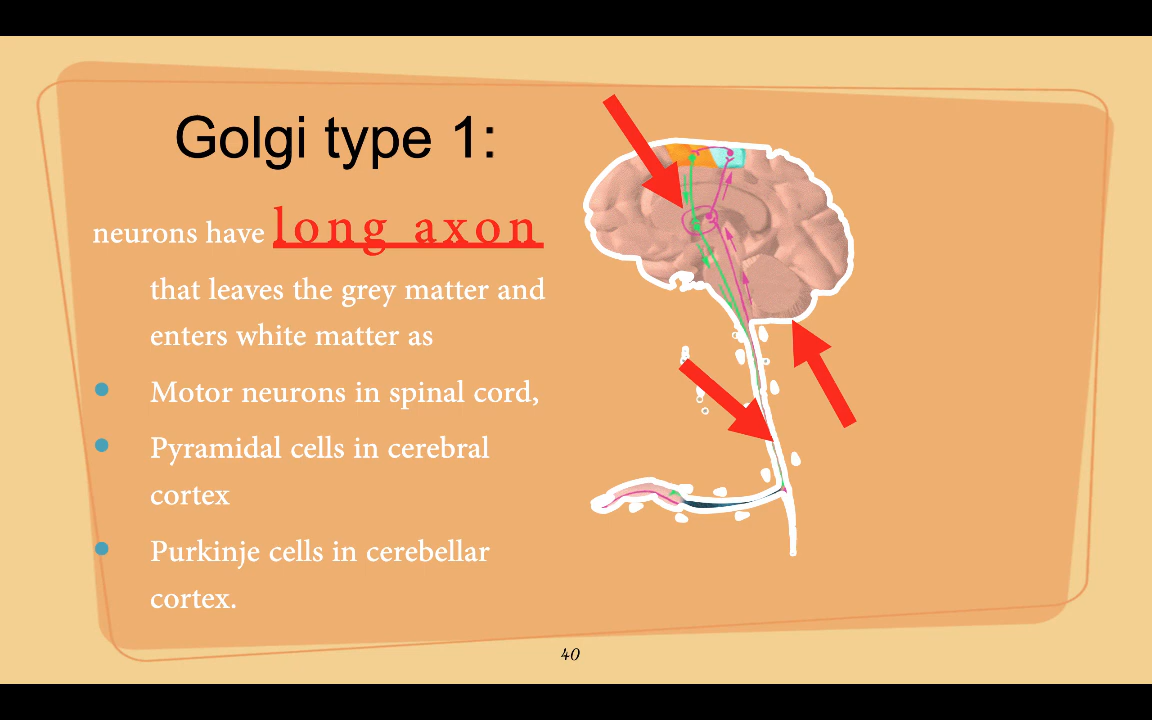 Golgi type 1:
neurons have long axon
that leaves the grey matter and
enters white matter as
Motor neurons in spinal cord,
Pyramidal cells in cerebral
cortex
Purkinje cells in cerebellar
cortex.
40